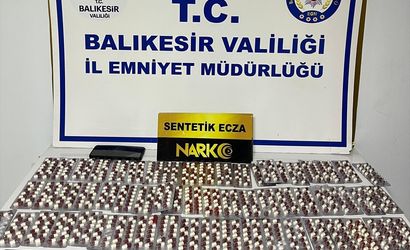 T.C.
BALIKESİR
VALİLİĞİ
BALIKESİR VALİLİĞİ
İL EMNİYET MÜDÜRLÜĞÜ
SENTETİK ECZA
NARKO